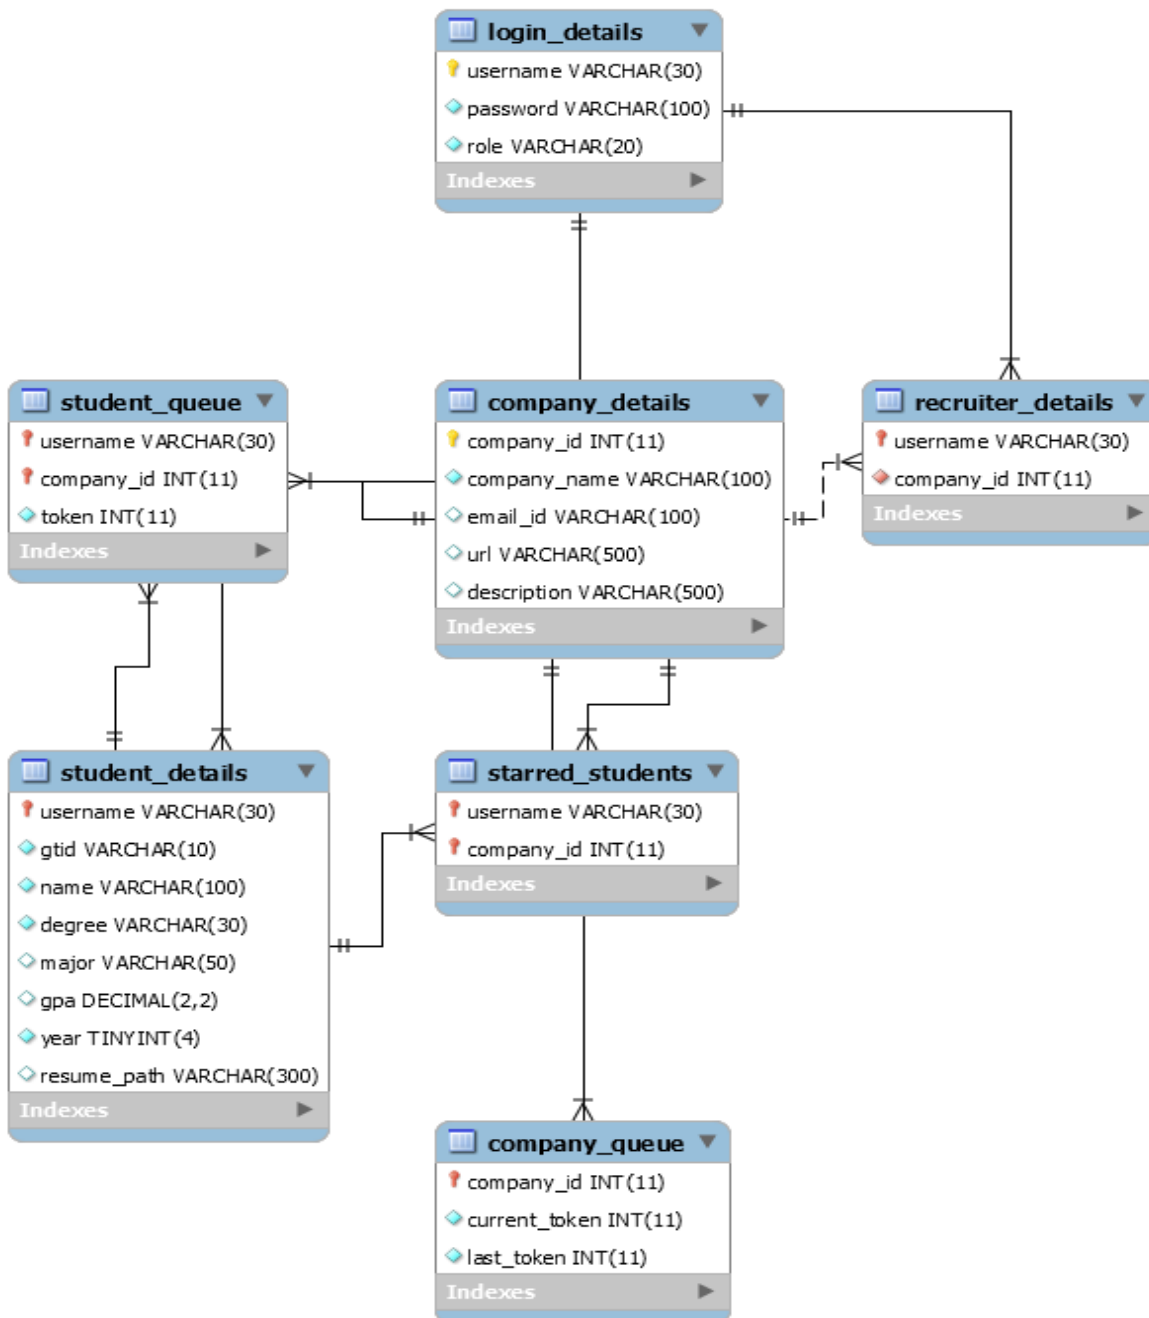 login_details
username VARCHAR(30)
password VARCHAR(100)
role VARCHAR(20)
Indexes
student_queue
username VARCHAR(30)
company_id INT(11)
token INT(11)
Indexes
company_details
company_id INT(11)
company_name VARCHAR(100)
email_id VARCHAR(100)
url VARCHAR(500)
description VARCHAR(500)
Indexes
recruiter_details
username VARCHAR(30)
company_id INT(11)
Indexes
student_details
username VARCHAR(30)
gtid VARCHAR(10)
name VARCHAR(100)
degree VARCHAR(30)
major VARCHAR(50)
gpa DECIMAL(2,2)
year TINYINT(4)
resume_path VARCHAR(300)
Indexes
starred_students
username VARCHAR(30)
company_id INT(11)
Indexes
company_queue
company_id INT(11)
current_token INT(11)
last_token INT(11)
Indexes